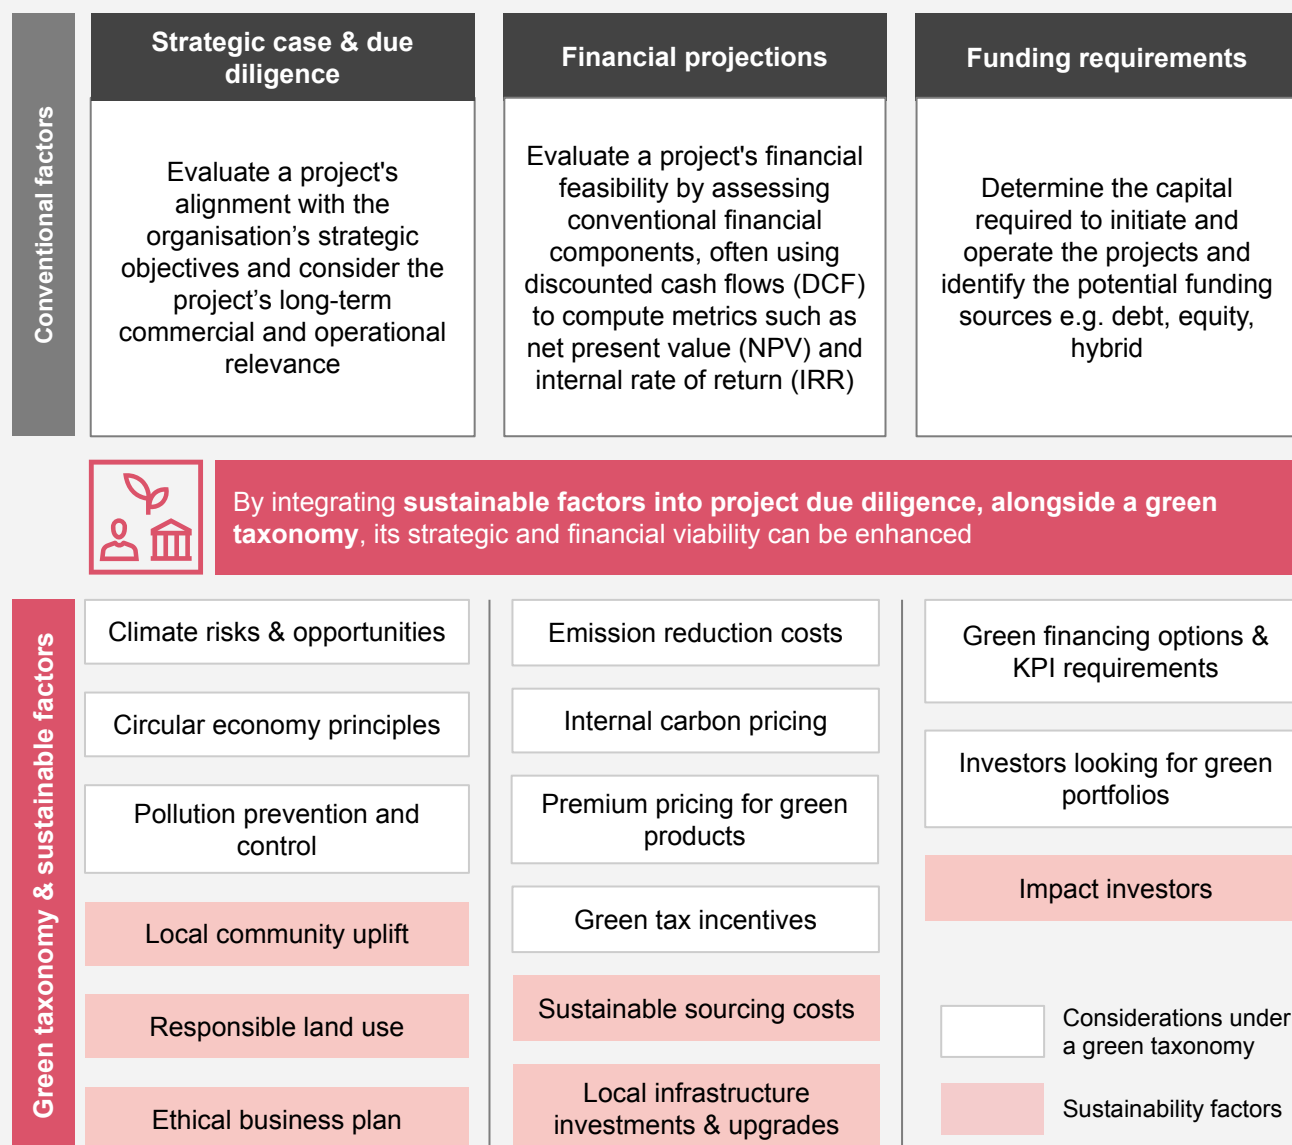 Conventional factors
Strategic case & due
diligence
Evaluate a project's
alignment with the
organisation’s strategic
objectives and consider the
project’s long-term
commercial and operational
relevance
Financial projections
Evaluate a project's financial
feasibility by assessing
conventional financial
components, often using
discounted cash flows (DCF)
to compute metrics such as
net present value (NPV) and
internal rate of return (IRR)
Funding requirements
Determine the capital
required to initiate and
operate the projects and
identify the potential funding
sources e.g. debt, equity,
hybrid
By integrating sustainable factors into project due diligence, alongside a green
taxonomy, its strategic and financial viability can be enhanced
Green taxonomy & sustainable factors
Climate risks & opportunities
Circular economy principles
Pollution prevention and
control
Local community uplift
Responsible land use
Ethical business plan
Emission reduction costs
Internal carbon pricing
Premium pricing for green
products
Green tax incentives
Sustainable sourcing costs
Local infrastructure
investments & upgrades
Green financing options &
KPI requirements
Investors looking for green
portfolios
Impact investors
Considerations under
a green taxonomy
Sustainability factors